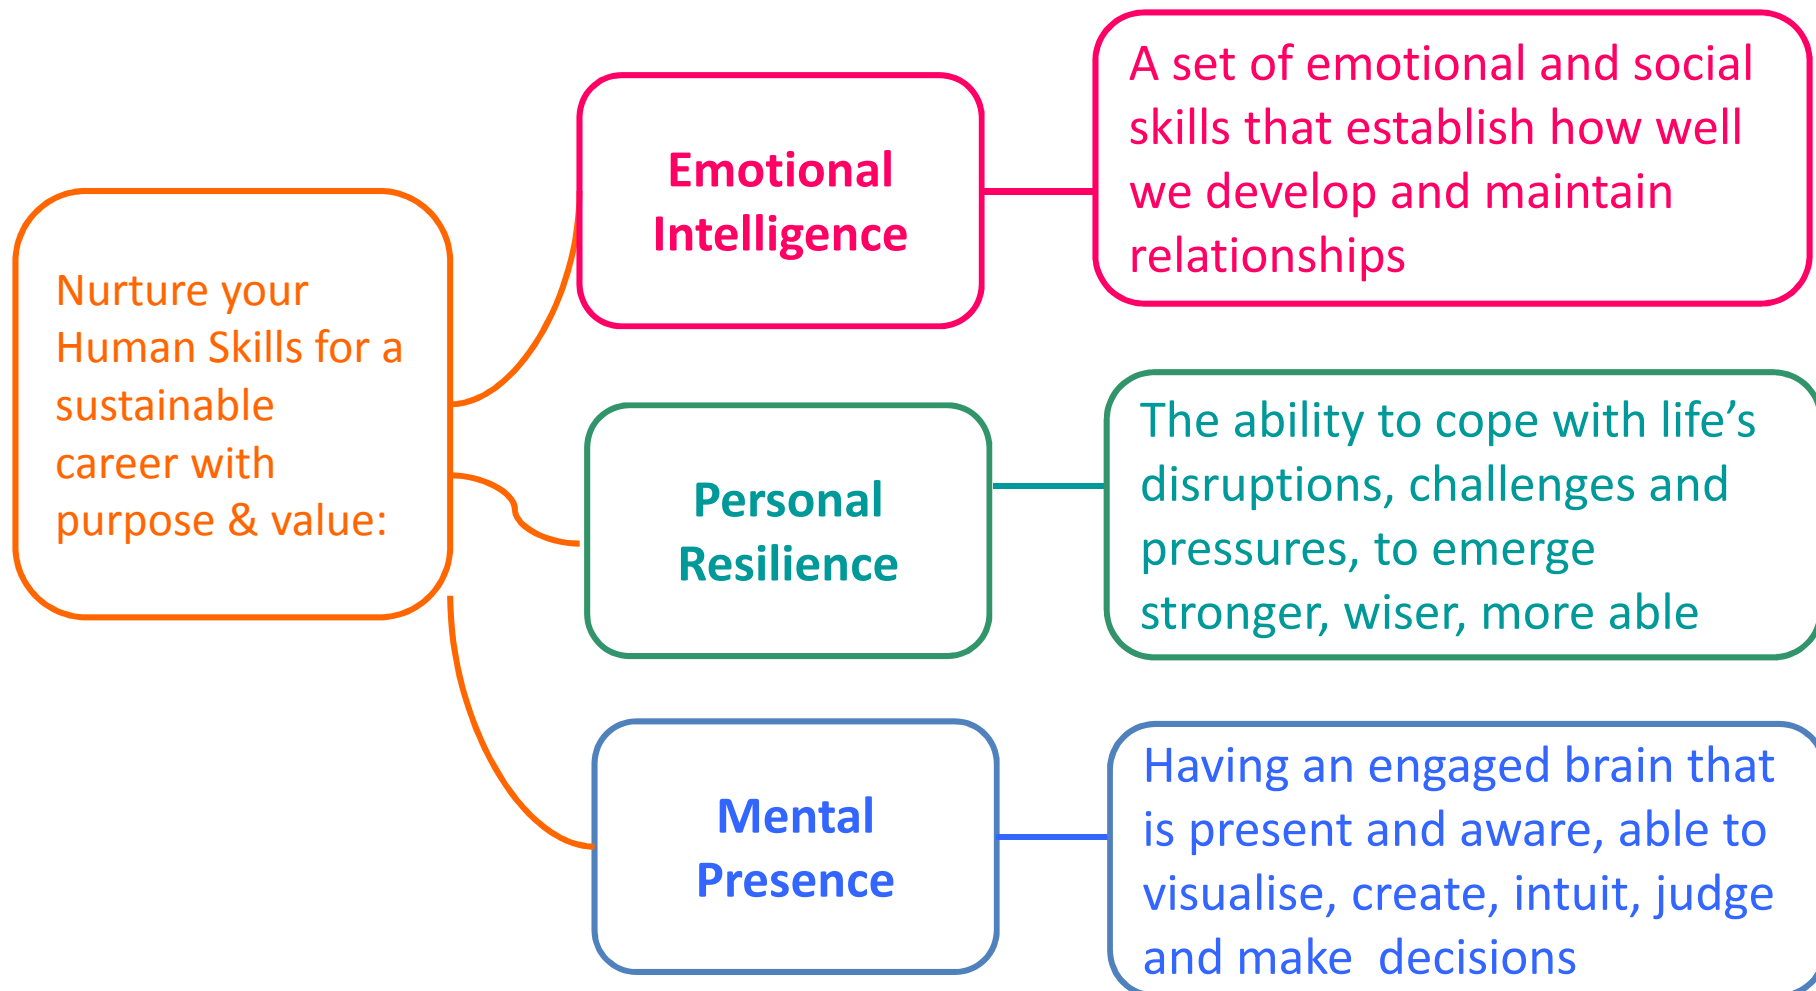 Nurture your
Human Skills for a
sustainable
career with
purpose & value:
Emotional
Intelligence
A set of emotional and social
skills that establish how well
we develop and maintain
relationships
Personal
Resilience
The ability to cope with life’s
disruptions, challenges and
pressures, to emerge
stronger, wiser, more able
Mental
Presence
Having an engaged brain that
is present and aware, able to
visualise, create, intuit, judge
and make  decisions